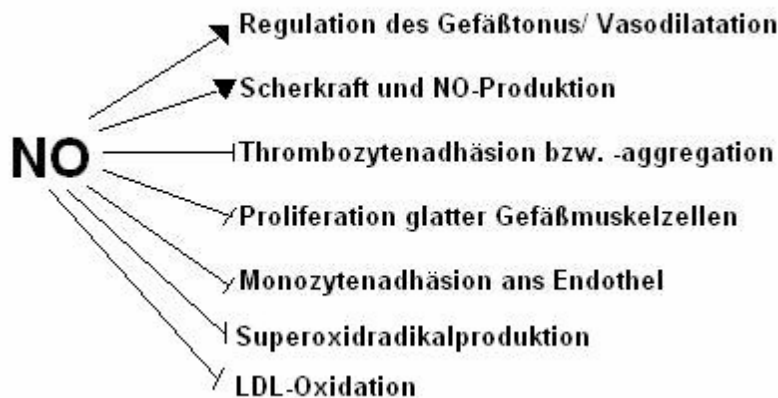 Regulation des Gefäßtonus/ Vasodilatation
Scherkraft und NO-Produktion
NO
Thrombozytenadhäsion bzw. -aggregation
Proliferation glatter Gefäßmuskelzellen
Monozytenadhäsion ans Endothel
Superoxidradikalproduktion
LDL-Oxidation